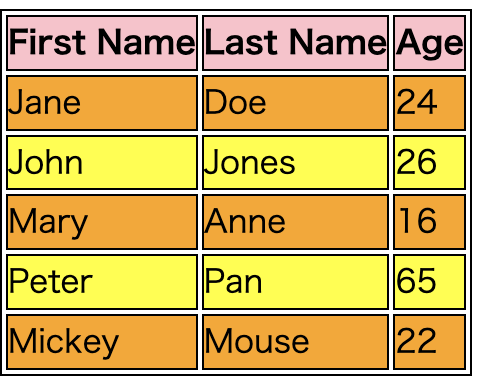 First Name Last Name Age
Jane Doe 24
John Jones 26
Mary Anne 16
Peter Pan 65
Mickey Mouse 22